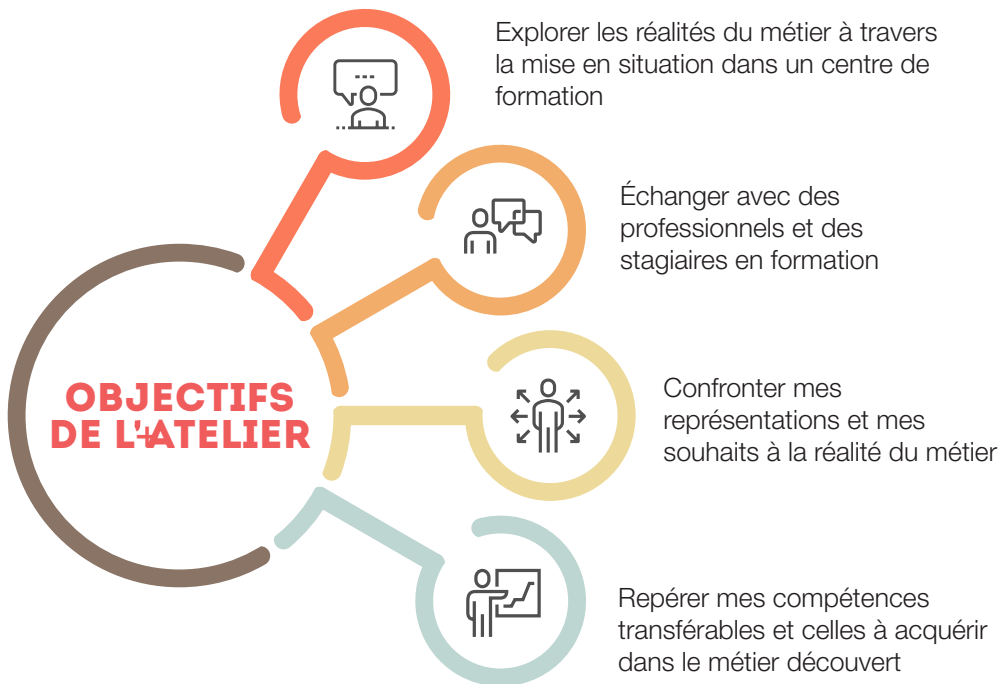 Explorer les réalités du métier à travers
la mise en situation dans un centre de
formation
Échanger avec des
professionnels et des
stagiaires en formation
OBJECTIFS
DE L'ATELIER
Confronter mes
représentations et mes
souhaits à la réalité du métier
Repérer mes compétences
transférables et celles à acquérir
dans le métier découvert